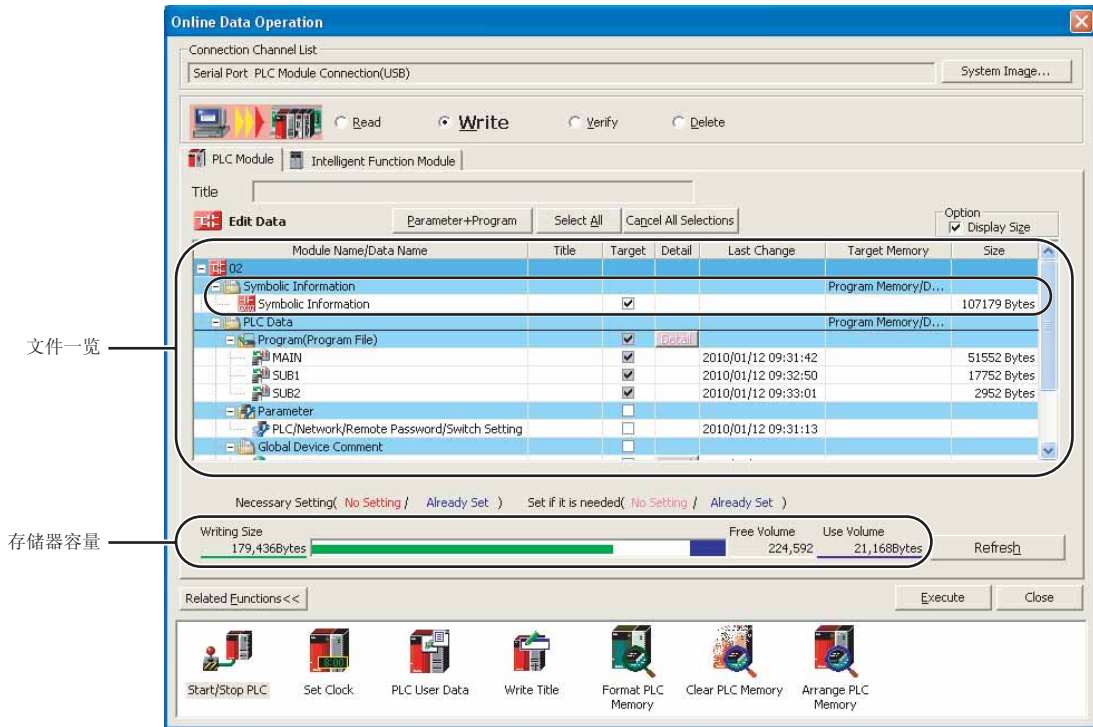 Online Data Operation
Connection Channel List
Serial Port PLC Module Connection(USB)
System Image...
Read
Write
Verify
Delete
PLC Module
Intelligent Function Module
Title
Edit Data
Parameter+Program
Select All
Cancel All Selections
Option
Display Size
Module Name/Data Name Title Target Detail Last Change Target Memory Size
02
Symbolic Information Program Memory/D...
Symbolic Information 107179 Bytes
PLC Data Program Memory/D...
文件一览
Program(Program File) Detail
MAIN 2010/01/12 09:31:42 51552 Bytes
SUB1 2010/01/12 09:32:50 17752 Bytes
SUB2 2010/01/12 09:33:01 2952 Bytes
Parameter
PLC/Network/Remote Password/Switch Setting 2010/01/12 09:31:13
Global Device Comment
Necessary Setting( No Setting / Already Set ) Set if it is needed( No Setting / Already Set )
存储器容量
Writing Size
179,436Bytes
Free Volume
224,592
Use Volume
21,168Bytes
Refresh
Related Functions<<
Execute
Close
8:00
Start/Stop PLC
Set Clock
PLC User Data
Write Title
Format PLC
Memory
Clear PLC Memory
Arrange PLC
Memory